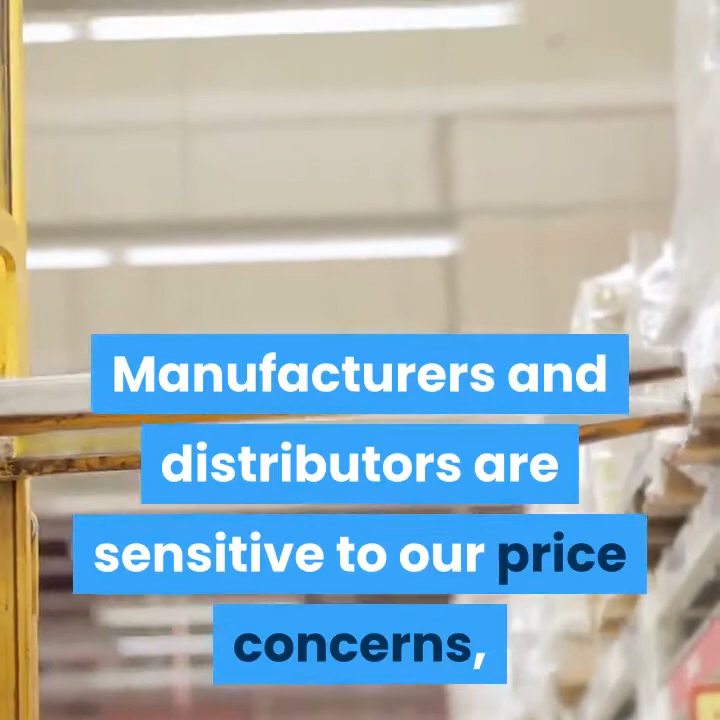 Manufacturers and
distributors are
sensitive to our price
concerns,